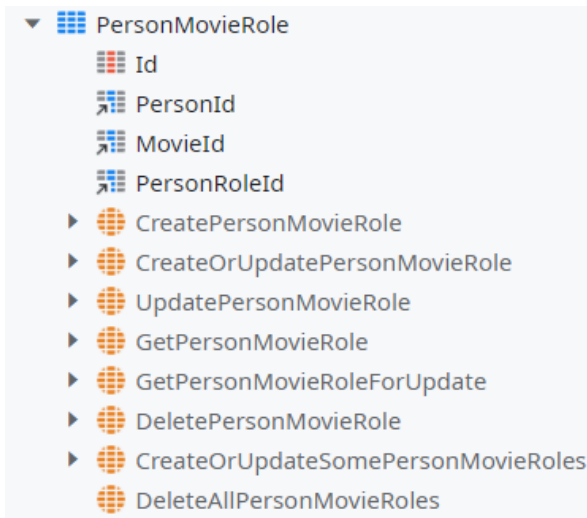 PersonMovieRole
Id
PersonId
MovieId
PersonRoleId
CreatePersonMovieRole
CreateOrUpdatePersonMovieRole
UpdatePersonMovieRole
GetPersonMovieRole
GetPersonMovieRoleForUpdate
DeletePersonMovieRole
CreateOrUpdateSomePersonMovieRoles
DeleteAllPersonMovieRoles